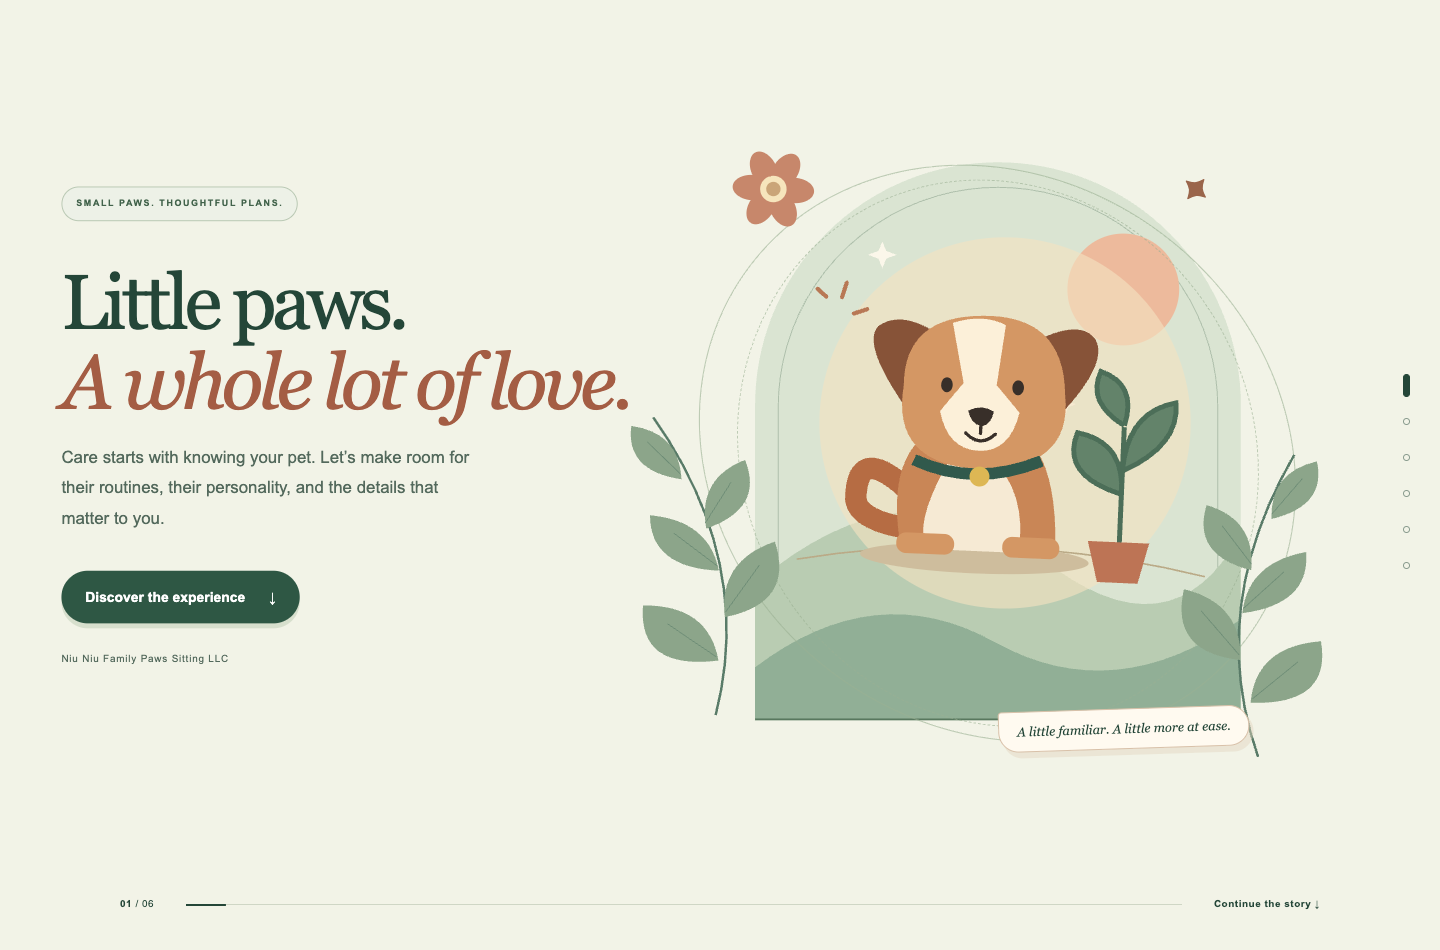 SMALL PAWS. THOUGHTFUL PLANS.
Little paws.
A whole lot of love.
Care starts with knowing your pet. Let’s make room for
their routines, their personality, and the details that
matter to you.
Discover the experience ↓
Niu Niu Family Paws Sitting LLC
A little familiar. A little more at ease.
01 / 06
Continue the story ↓